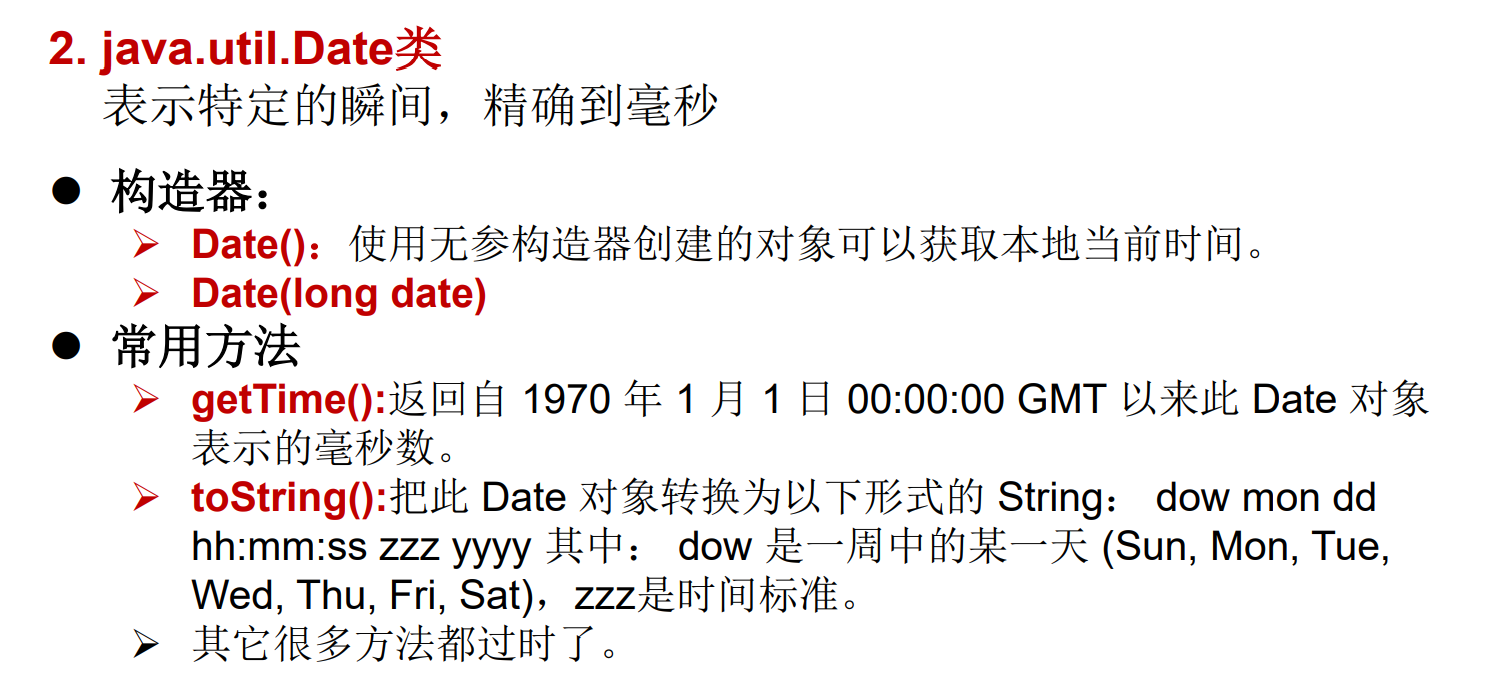 2. java.util.Date类
表示特定的瞬间，精确到毫秒
● 构造器：
➢ Date()：使用无参构造器创建的对象可以获取本地当前时间。
➢ Date(long date)
● 常用方法
➢ getTime():返回自 1970 年 1 月 1 日 00:00:00 GMT 以来此 Date 对象
表示的毫秒数。
➢ toString():把此 Date 对象转换为以下形式的 String： dow mon dd
hh:mm:ss zzz yyyy 其中： dow 是一周中的某一天 (Sun, Mon, Tue,
Wed, Thu, Fri, Sat)，zzz是时间标准。
➢ 其它很多方法都过时了。